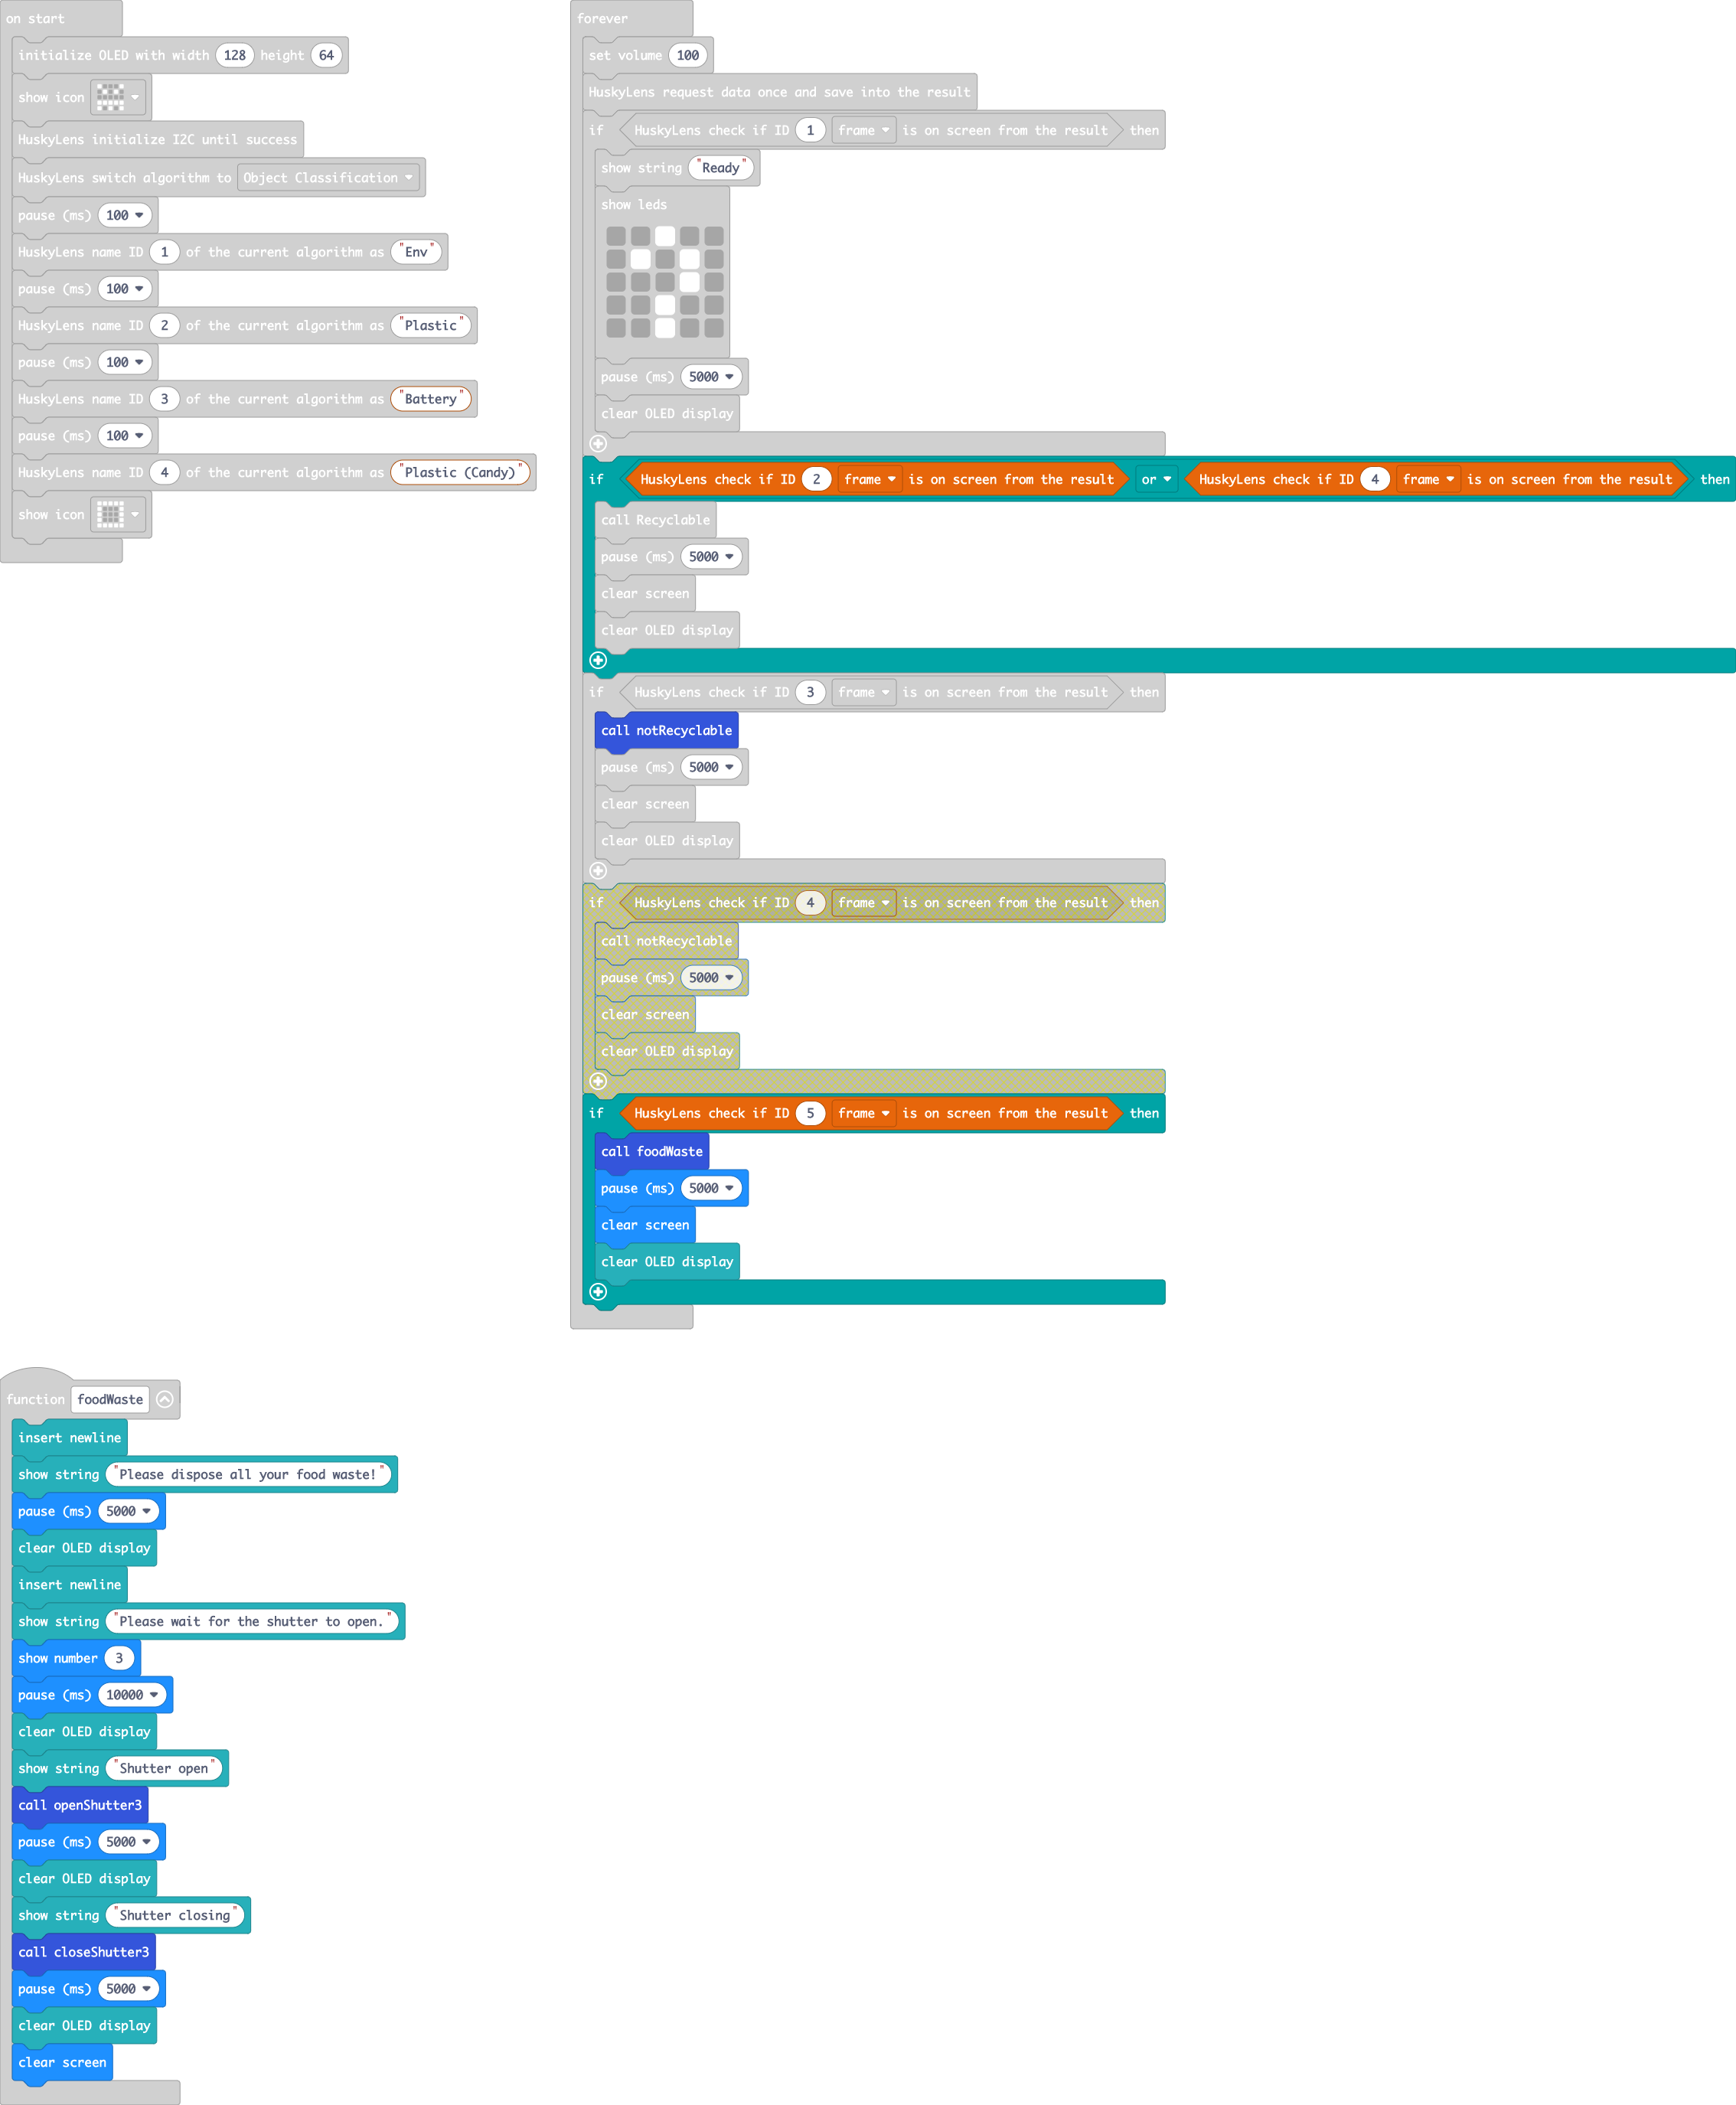 on start
initialize OLED with width 128 height 64
show icon
HuskyLens initialize I2C until success
HuskyLens switch algorithm to Object Classification
pause (ms) 100
HuskyLens name ID 1 of the current algorithm as "Env"
pause (ms) 100
HuskyLens name ID 2 of the current algorithm as "Plastic"
pause (ms) 100
HuskyLens name ID 3 of the current algorithm as "Battery"
pause (ms) 100
HuskyLens name ID 4 of the current algorithm as "Plastic (Candy)"
show icon
forever
set volume 100
HuskyLens request data once and save into the result
if HuskyLens check if ID 1 frame is on screen from the result then
show string "Ready"
show leds
pause (ms) 5000
clear OLED display
if HuskyLens check if ID 2 frame is on screen from the result or HuskyLens check if ID 4 frame is on screen from the result then
call Recyclable
pause (ms) 5000
clear screen
clear OLED display
if HuskyLens check if ID 3 frame is on screen from the result then
call notRecyclable
pause (ms) 5000
clear screen
clear OLED display
if HuskyLens check if ID 4 frame is on screen from the result then
call notRecyclable
pause (ms) 5000
clear screen
clear OLED display
if HuskyLens check if ID 5 frame is on screen from the result then
call foodWaste
pause (ms) 5000
clear screen
clear OLED display
function foodWaste
insert newline
show string "Please dispose all your food waste!"
pause (ms) 5000
clear OLED display
insert newline
show string "Please wait for the shutter to open."
show number 3
pause (ms) 10000
clear OLED display
show string "Shutter open"
call openShutter3
pause (ms) 5000
clear OLED display
show string "Shutter closing"
call closeShutter3
pause (ms) 5000
clear OLED display
clear screen